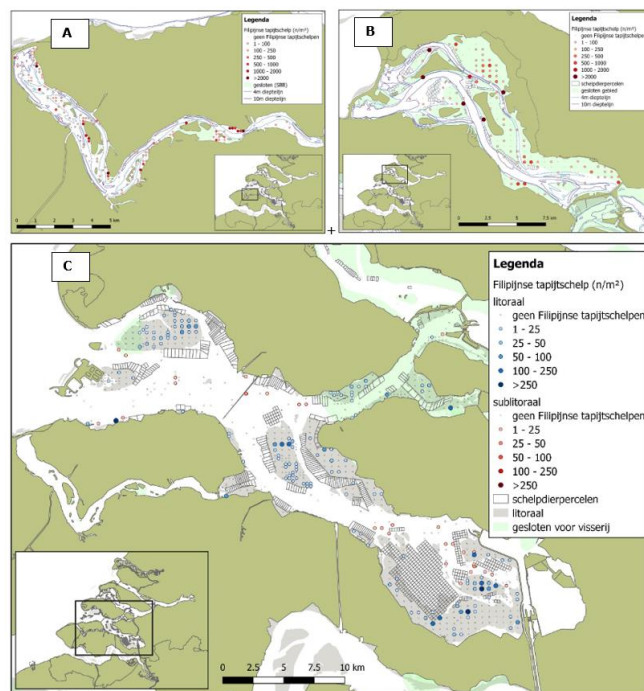 A
Legenda
Filipijnse tapijtschelp (n/m²)
geen Filipijnse tapijtschelpen
1 - 100
100 - 250
250 - 500
500 - 1000
1000 - 2000
>2000
gesloten (SBB)
4m dieptelijn
10m dieptelijn
0 1 2 3 4 5 km
B
Legenda
Filipijnse tapijtschelp (n/m²)
geen Filipijnse tapijtschelpen
1 - 100
100 - 250
250 - 500
500 - 1000
1000 - 2000
>2000
schelpdierpercelen
gesloten gebied
4m dieptelijn
10m dieptelijn
0 2.5 5 7.5 km
+
C
Legenda
Filipijnse tapijtschelp (n/m²)
litoraal
geen Filipijnse tapijtschelpen
1 - 25
25 - 50
50 - 100
100 - 250
>250
sublitoraal
geen Filipijnse tapijtschelpen
1 - 25
25 - 50
50 - 100
100 - 250
>250
schelpdierpercelen
litoraal
gesloten voor visserij
0 2.5 5 7.5 10 km